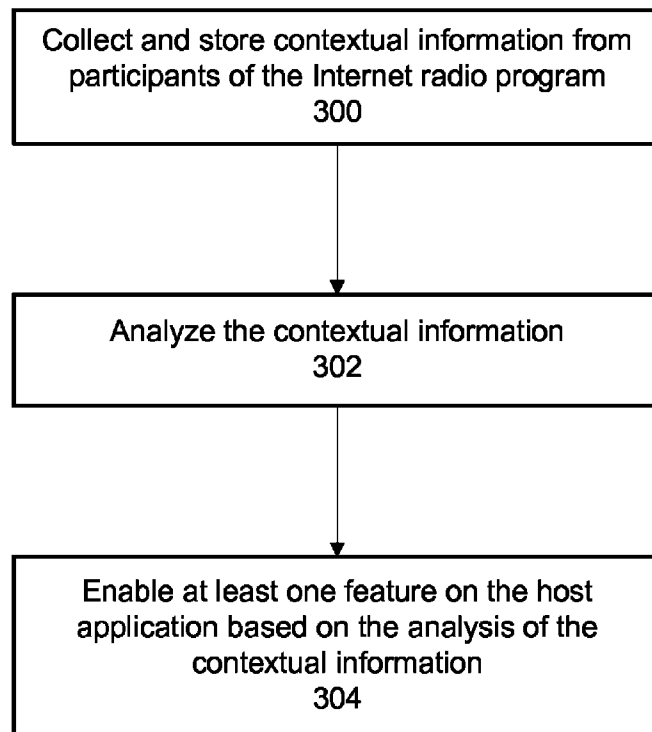 Collect and store contextual information from
participants of the Internet radio program
300
Analyze the contextual information
302
Enable at least one feature on the host
application based on the analysis of the
contextual information
304